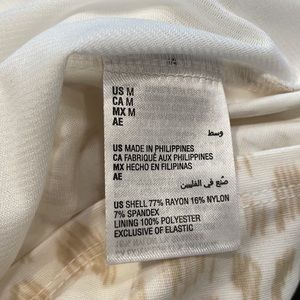 US M
CA M
MX M
AE
وسط
US MADE IN PHILIPPINES
CA FABRIQUÉ AUX PHILIPPINES
MX HECHO EN FILIPINAS
AE
صنع في الفلبين
US SHELL 77% RAYON 16% NYLON
7% SPANDEX
LINING 100% POLYESTER
EXCLUSIVE OF ELASTIC